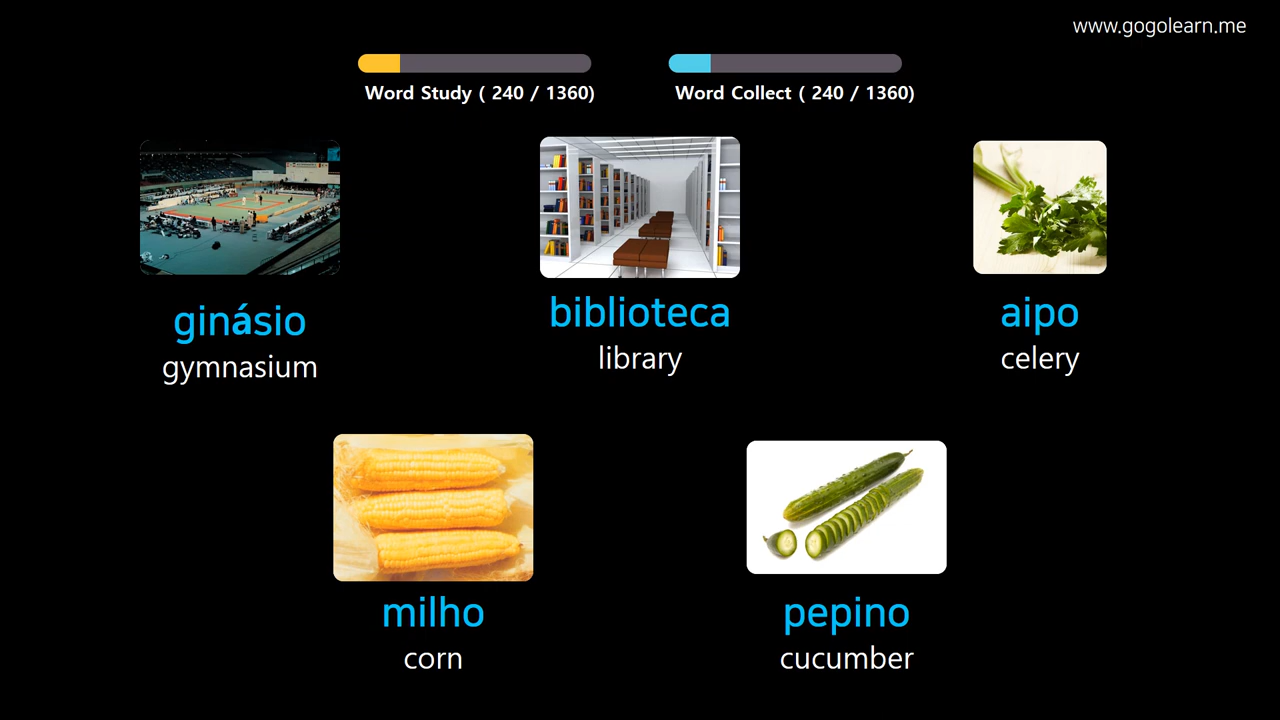 www.gogolearn.me
Word Study ( 240 / 1360)
Word Collect ( 240 / 1360)
ginásio
gymnasium
biblioteca
library
aipo
celery
milho
corn
pepino
cucumber